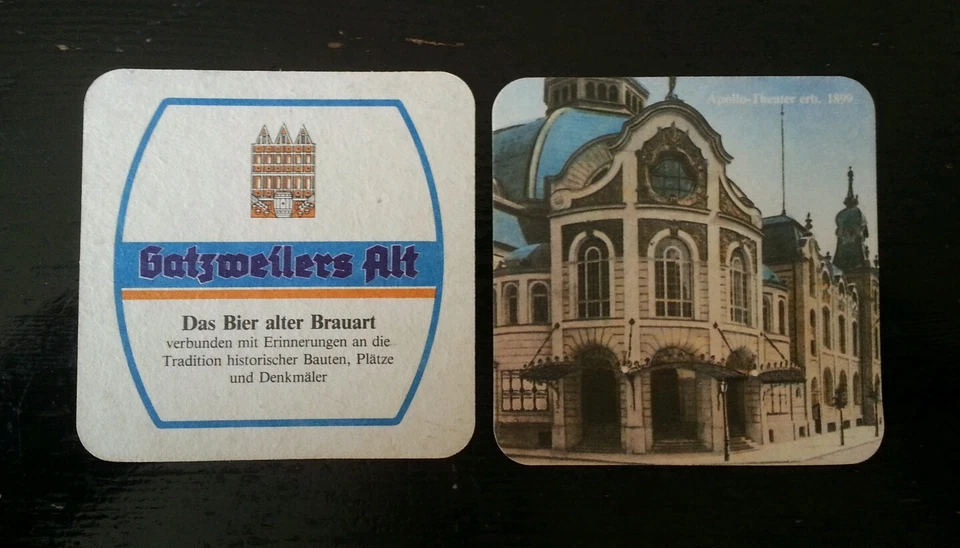 Gatzweilers Alt
Das Bier alter Brauart
verbunden mit Erinnerungen an die
Tradition historischer Bauten, Plätze
und Denkmäler
Apollo-Theater erb. 1899